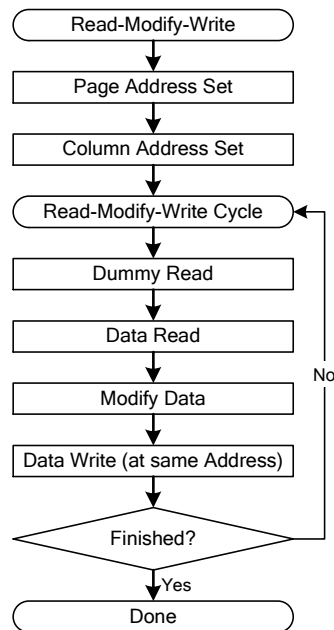 Read-Modify-Write
Page Address Set
Column Address Set
Read-Modify-Write Cycle
Dummy Read
Data Read
No
Modify Data
Data Write (at same Address)
Finished?
Yes
Done